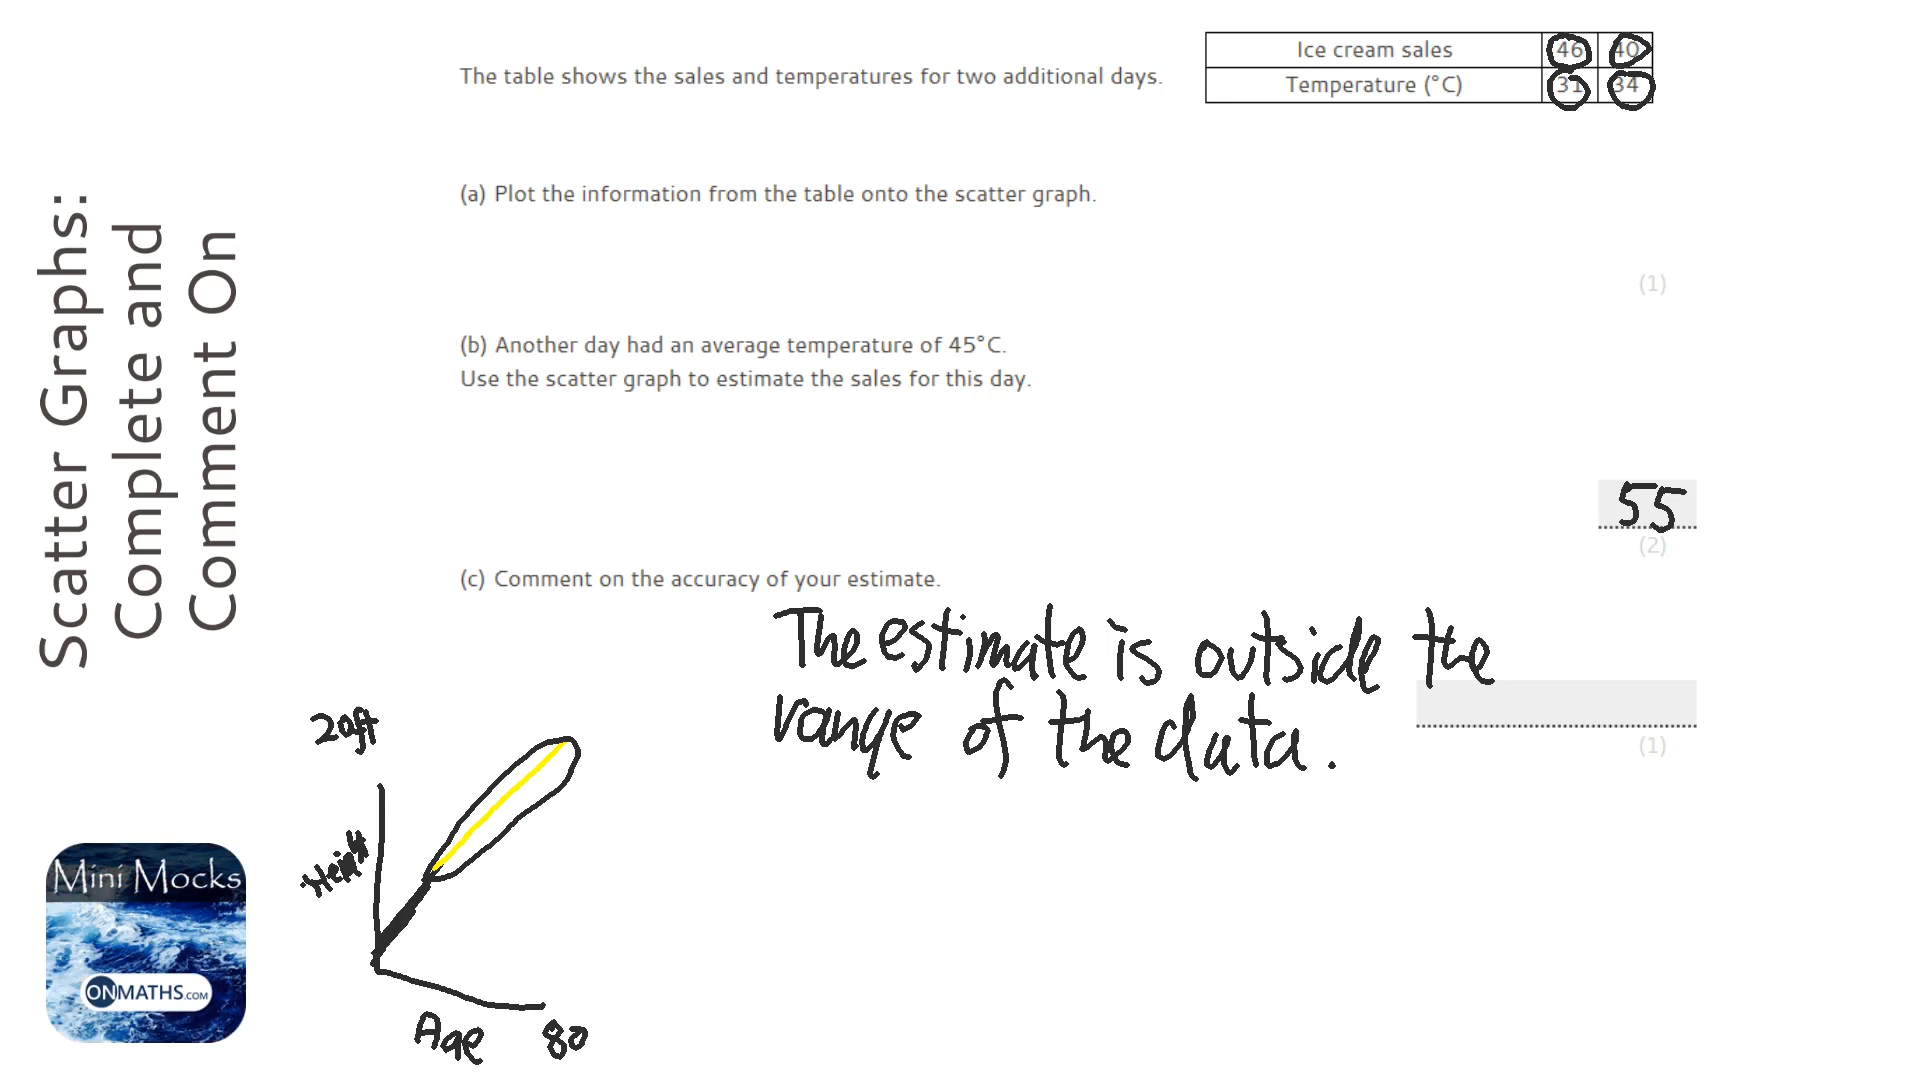 Scatter Graphs:
Complete and
Comment On
The table shows the sales and temperatures for two additional days.
Ice cream sales 46 40
Temperature (°C) 31 34
(a) Plot the information from the table onto the scatter graph.
(1)
(b) Another day had an average temperature of 45°C.
Use the scatter graph to estimate the sales for this day.
55
(2)
(c) Comment on the accuracy of your estimate.
The estimate is outside the
range of the data.
(1)
20ft
Height
Age 80
Mini Mocks
ONMATHS.COM